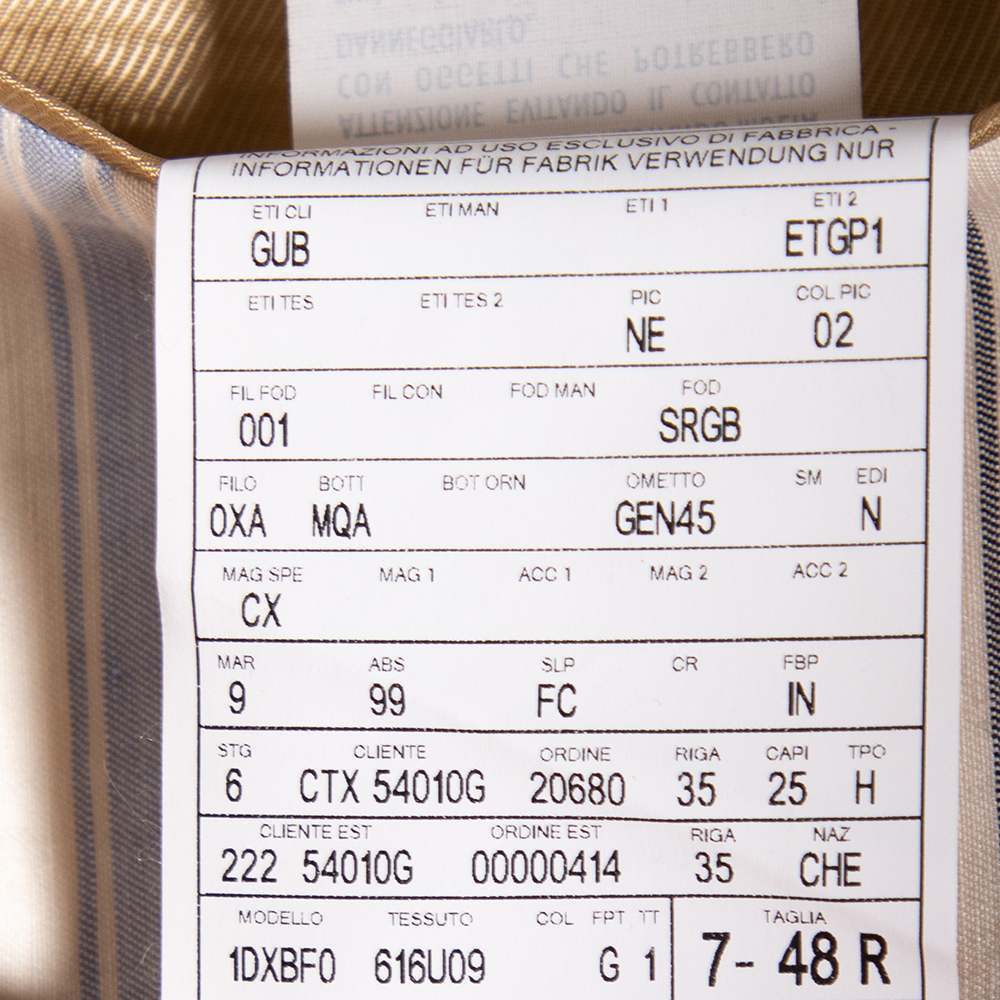 DANNEGGIARLO
CON OGGETTI CHE POTREBBERO
ATTENZIONE EVITANDO IL CONTATTO
INFORMAZIONI AD USO ESCLUSIVO DI FABBRICA -
INFORMATIONEN FÜR FABRIK VERWENDUNG NUR
ETI CLI ETI MAN ETI 1 ETI 2
GUB ETGP1
ETI TES ETI TES 2 PIC COL PIC
NE 02
FIL FOD FIL CON FOD MAN FOD
001 SRGB
FILO BOTT BOT ORN OMETTO SM EDI
0XA MQA GEN45 N
MAG SPE MAG 1 ACC 1 MAG 2 ACC 2
CX
MAR ABS SLP CR FBP
9 99 FC IN
STG CLIENTE ORDINE RIGA CAPI TPO
6 CTX 54010G 20680 35 25 H
CLIENTE EST ORDINE EST RIGA NAZ
222 54010G 00000414 35 CHE
MODELLO TESSUTO COL FPT TT TAGLIA
1DXBF0 616U09 G 1 7- 48 R